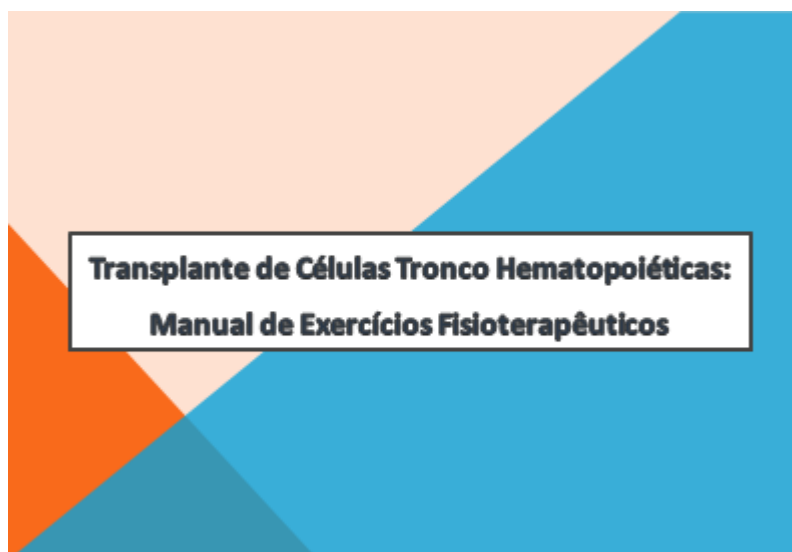 Transplante de Células Tronco Hematopoiéticas:
Manual de Exercícios Fisioterapêuticos